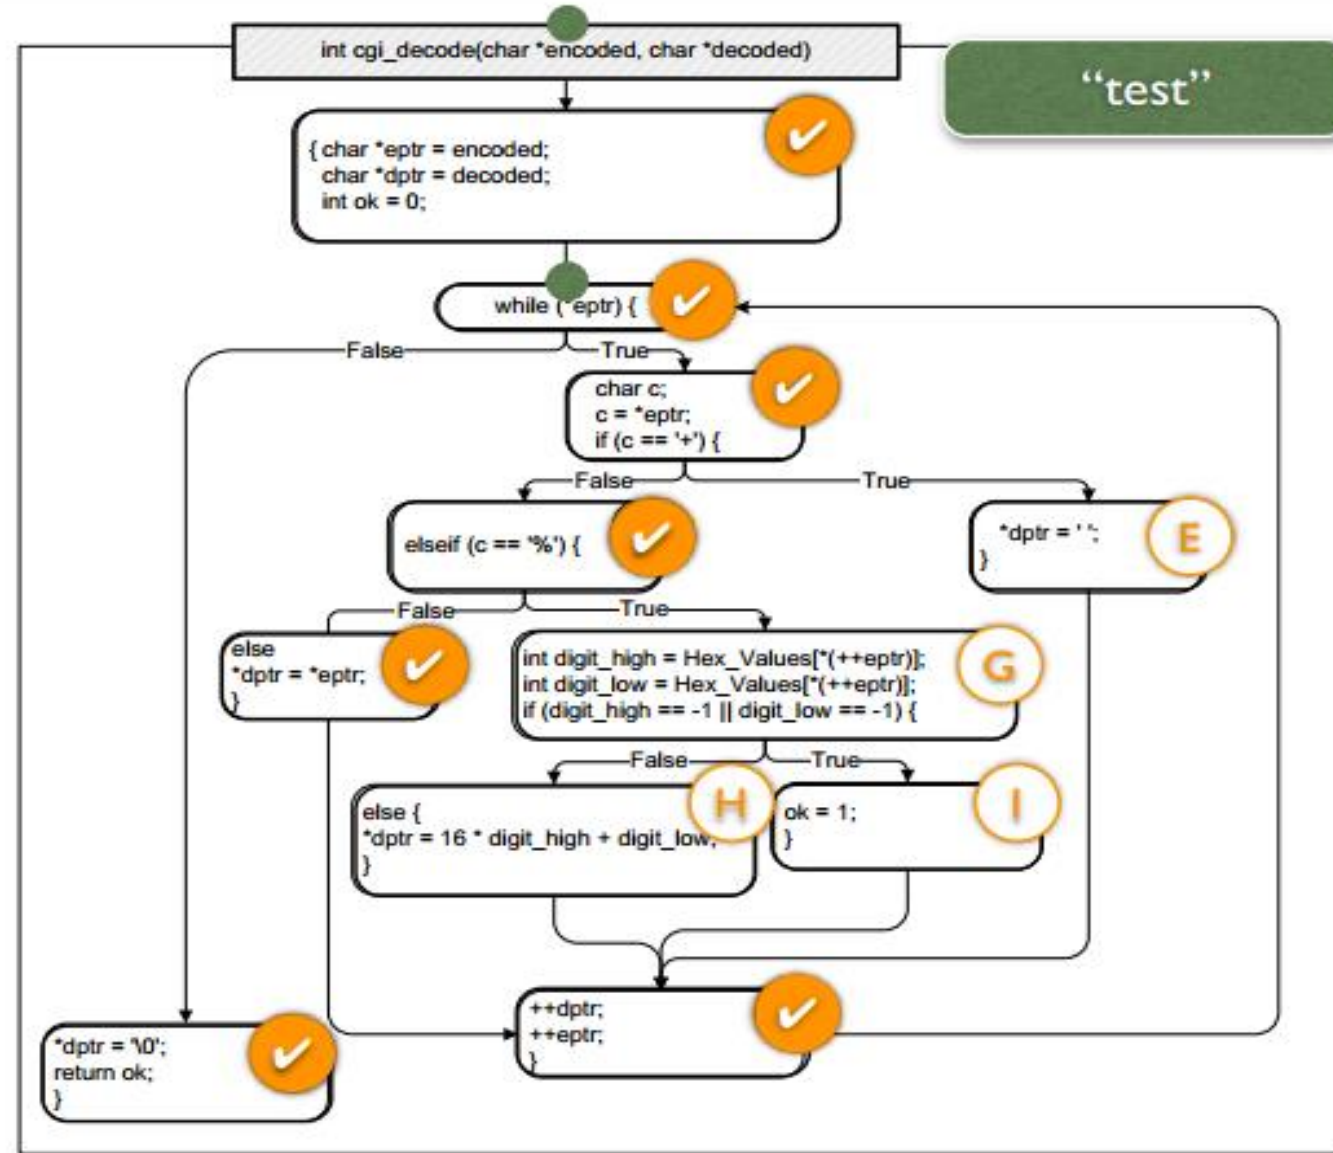 int cgi_decode(char *encoded, char *decoded)
“test”
{ char *eptr = encoded;
char *dptr = decoded;
int ok = 0;
while (*eptr) {
False
True
char c;
c = *eptr;
if (c == '+') {
False
True
elseif (c == '%') {
*dptr = ' ';
}
E
False
True
else
*dptr = *eptr;
}
int digit_high = Hex_Values[*(++eptr)];
int digit_low = Hex_Values[*(++eptr)];
if (digit_high == -1 || digit_low == -1) {
G
False
True
else {
*dptr = 16 * digit_high + digit_low;
}
H
ok = 1;
}
I
++dptr;
++eptr;
}
*dptr = '\0';
return ok;
}